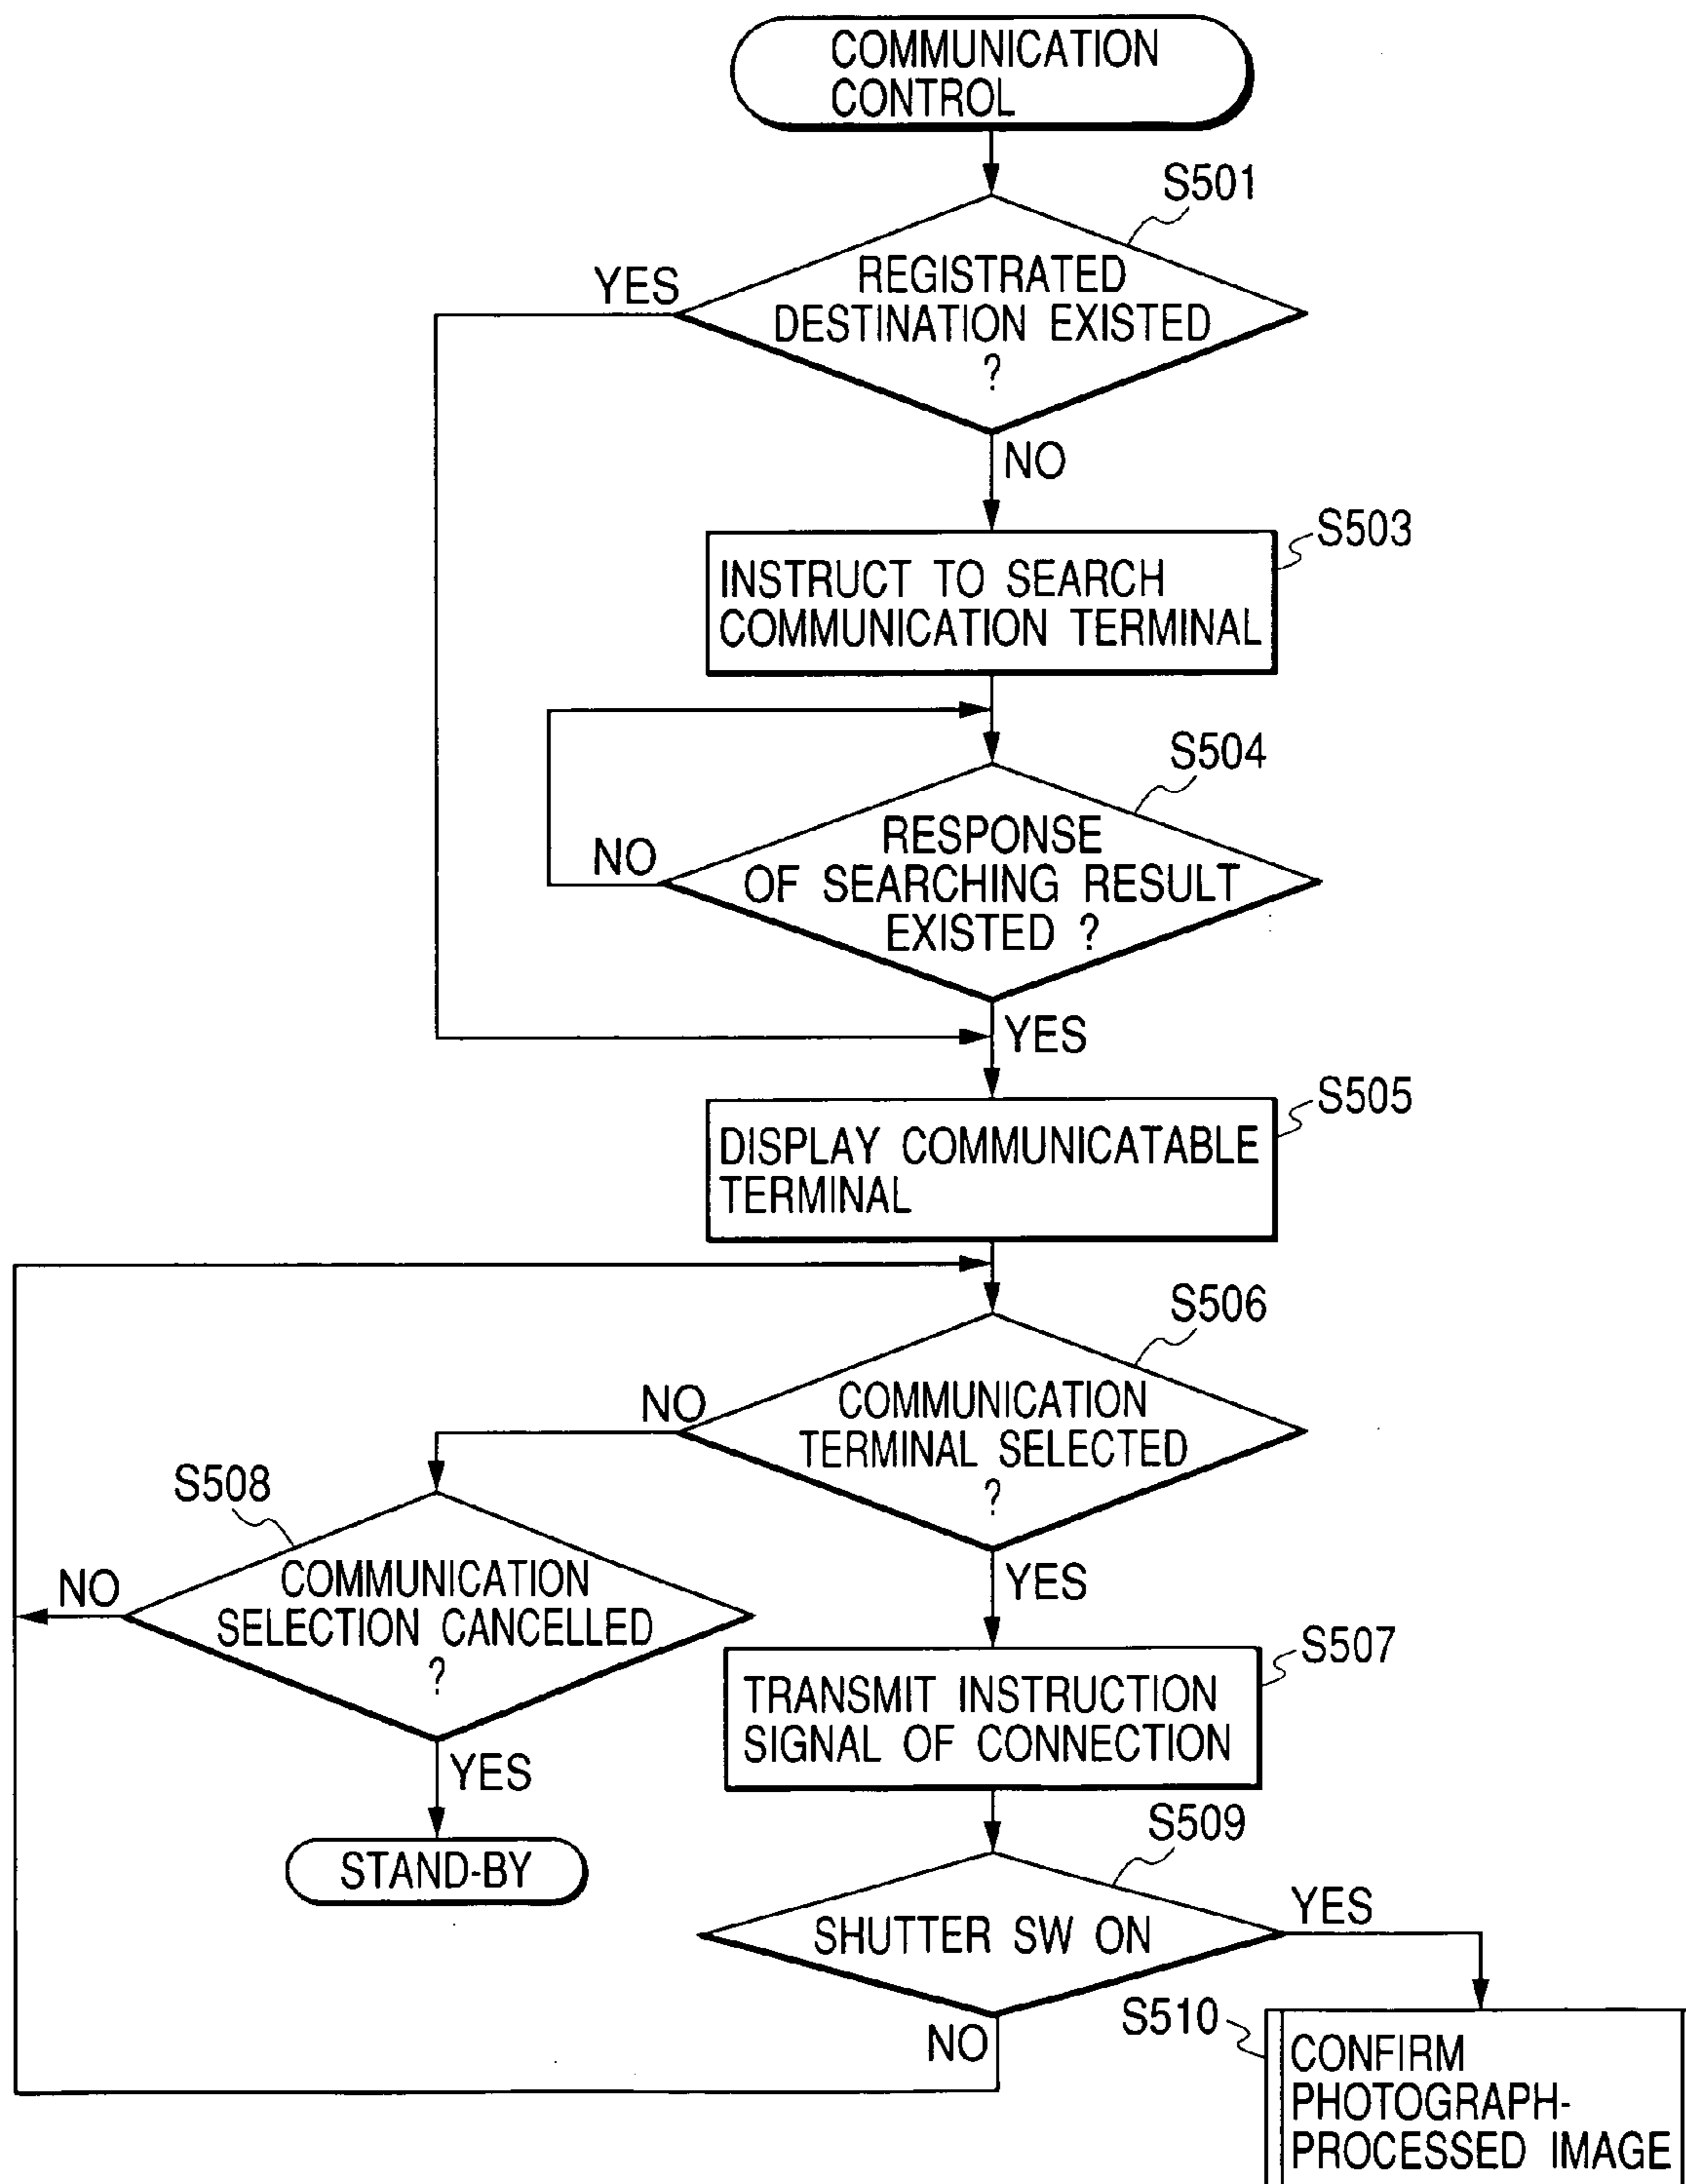 COMMUNICATION
CONTROL
S501
YES
REGISTRATED
DESTINATION EXISTED
?
NO
S503
INSTRUCT TO SEARCH
COMMUNICATION TERMINAL
S504
NO
RESPONSE
OF SEARCHING RESULT
EXISTED ?
YES
S505
DISPLAY COMMUNICATABLE
TERMINAL
S506
NO
COMMUNICATION
TERMINAL SELECTED
?
S508
NO
COMMUNICATION
SELECTION CANCELLED
?
YES
S507
TRANSMIT INSTRUCTION
SIGNAL OF CONNECTION
YES
STAND-BY
S509
SHUTTER SW ON
YES
NO
S510
CONFIRM
PHOTOGRAPH-
PROCESSED IMAGE